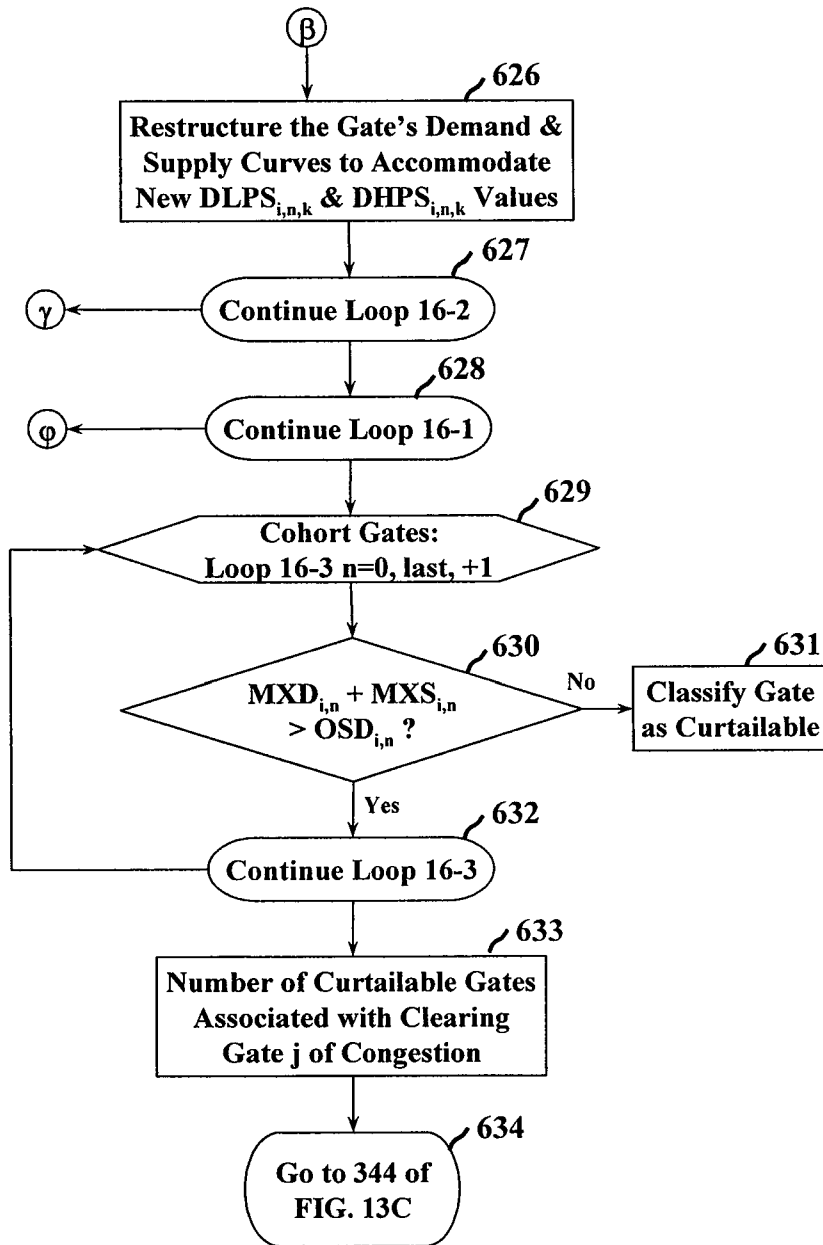 β
626
Restructure the Gate's Demand &
Supply Curves to Accommodate
New DLPS_{i,n,k} & DHPS_{i,n,k} Values
627
Continue Loop 16-2
γ
628
Continue Loop 16-1
φ
629
Cohort Gates:
Loop 16-3 n=0, last, +1
630
MXD_{i,n} + MXS_{i,n}
> OSD_{i,n} ?
No
631
Classify Gate
as Curtailable
Yes
632
Continue Loop 16-3
633
Number of Curtailable Gates
Associated with Clearing
Gate j of Congestion
634
Go to 344 of
FIG. 13C